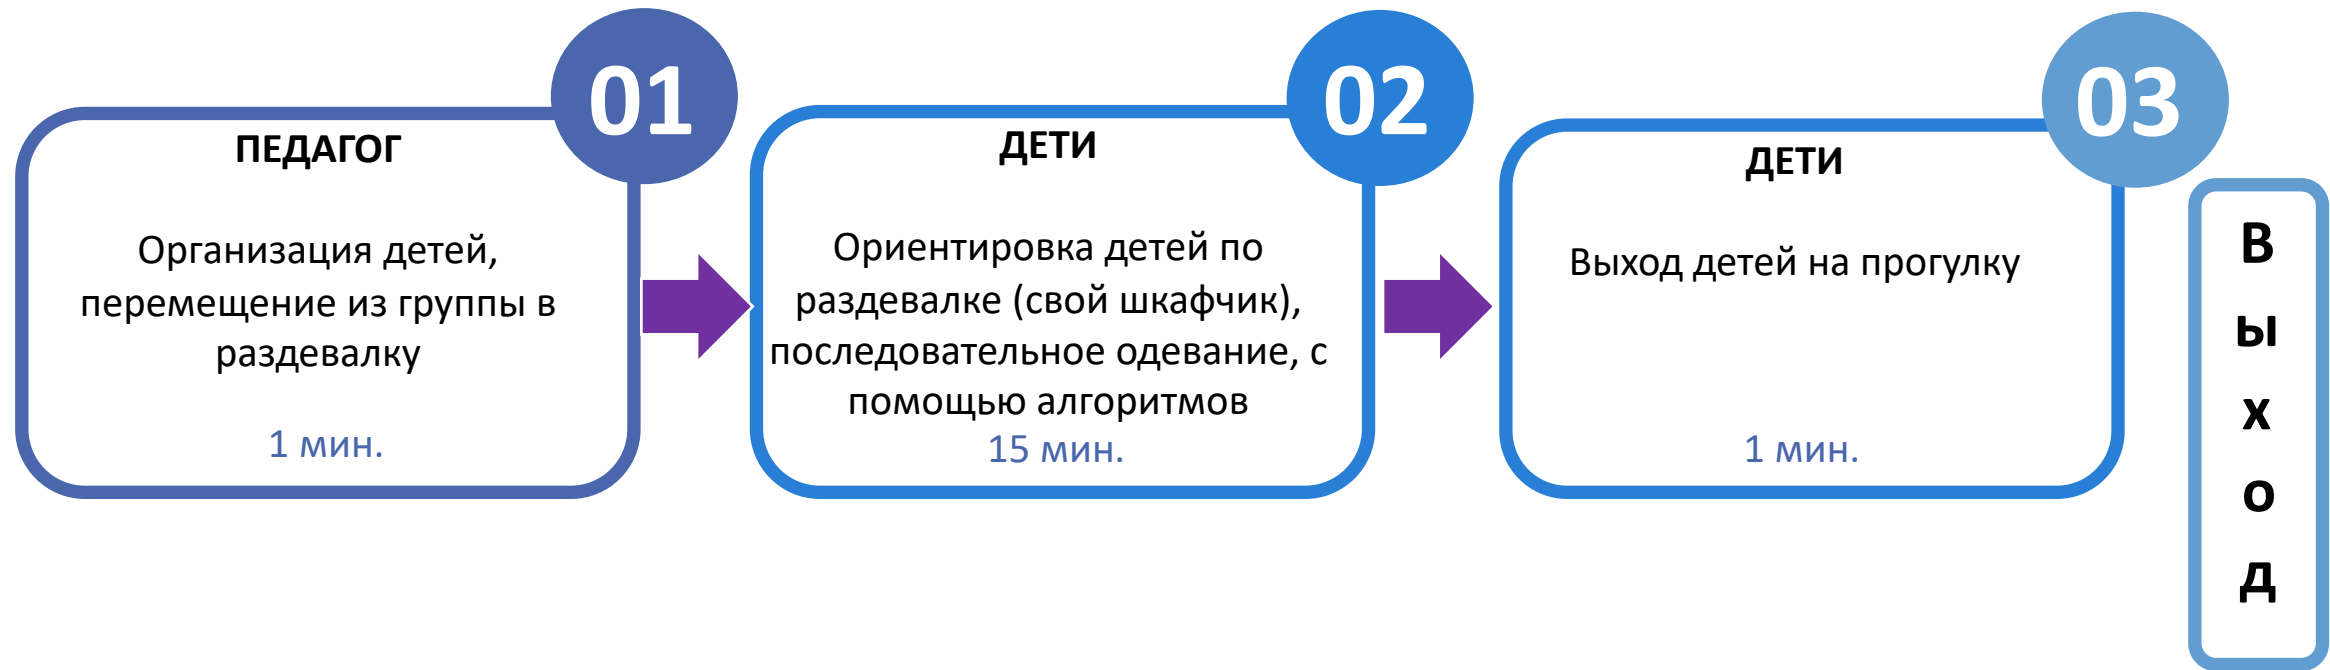 01
ПЕДАГОГ
Организация детей,
перемещение из группы в
раздевалку
1 мин.
02
ДЕТИ
Ориентировка детей по
раздевалке (свой шкафчик),
последовательное одевание, с
помощью алгоритмов
15 мин.
03
ДЕТИ
Выход детей на прогулку
1 мин.
В
ы
х
о
д